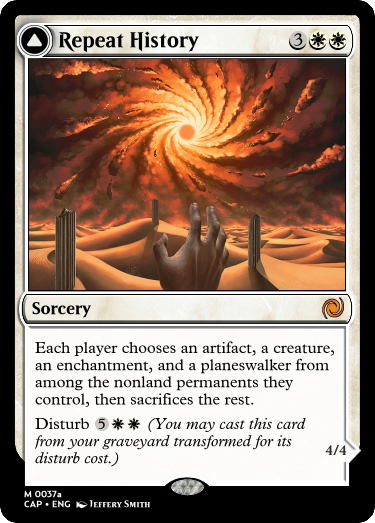 Repeat History 3
Sorcery
Each player chooses an artifact, a creature,
an enchantment, and a planeswalker from
among the nonland permanents they
control, then sacrifices the rest.
Disturb 5 (You may cast this card
from your graveyard transformed for its
disturb cost.)
4/4
M 0037a
CAP • ENG Jeffery Smith